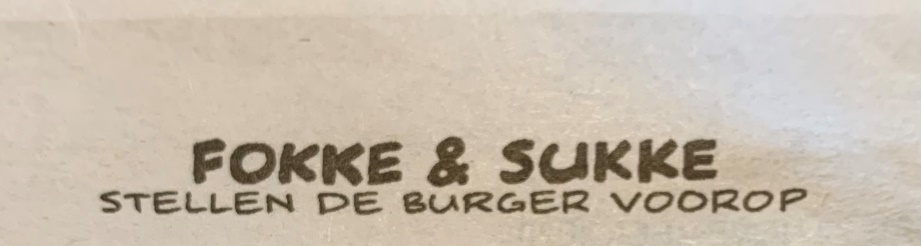 FOKKE & SUKKE
STELLEN DE BURGER VOOROP